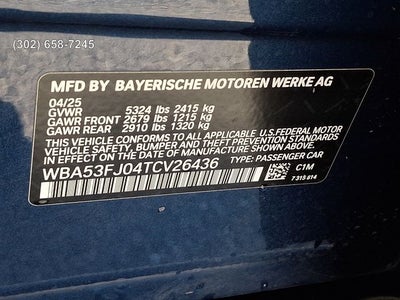 (302) 658-7245
MFD BY BAYERISCHE MOTOREN WERKE AG
04/25
GVWR 5324 lbs 2415 kg
GAWR FRONT 2679 lbs 1215 kg
GAWR REAR 2910 lbs 1320 kg
THIS VEHICLE CONFORMS TO ALL APPLICABLE U.S.FEDERAL MOTOR
VEHICLE SAFETY, BUMPER AND THEFT PREVENTION STANDARDS
IN EFFECT ON THE DATE OF MANUFACTURE SHOWN ABOVE.
WBA53FJ04TCV26436 TYPE: PASSENGER CAR
C1M
7 313 614